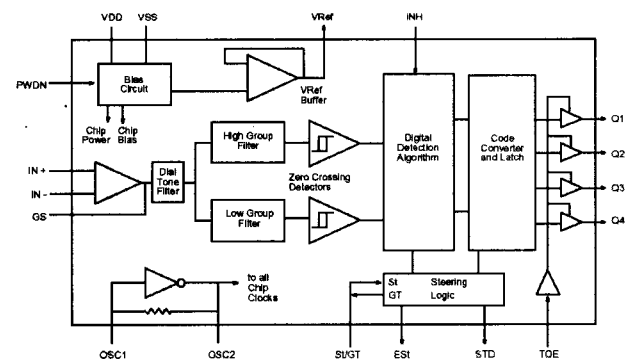 VDD
VSS
VRef
INH
PWDN
Bias
Circuit
VRef
Buffer
Chip
Power
Chip
Bias
High Group
Filter
Digital
Detection
Algorithm
Code
Converter
and Latch
Q1
Q2
Q3
Q4
IN +
IN -
GS
Dial
Tone
Filter
Zero Crossing
Detectors
Low Group
Filter
to all
Chip
Clocks
St
GT
Steering
Logic
OSC1
OSC2
St/GT
ESt
STD
TOE